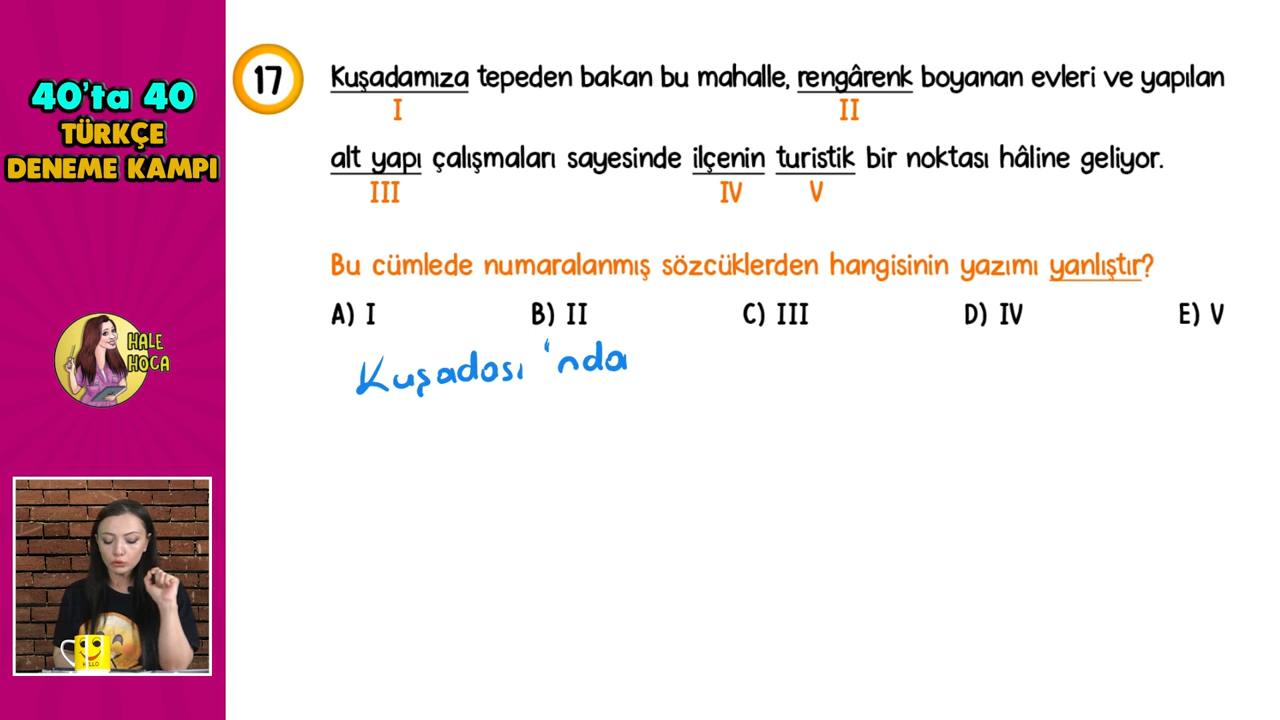 40'ta 40
TÜRKÇE
DENEME KAMPI
HALE
HOCA
17
Kuşadamıza tepeden bakan bu mahalle, rengârenk boyanan evleri ve yapılan
I II
alt yapı çalışmaları sayesinde ilçenin turistik bir noktası hâline geliyor.
III IV V
Bu cümlede numaralanmış sözcüklerden hangisinin yazımı yanlıştır?
A) I B) II C) III D) IV E) V
Kuşadası 'nda
HELLO